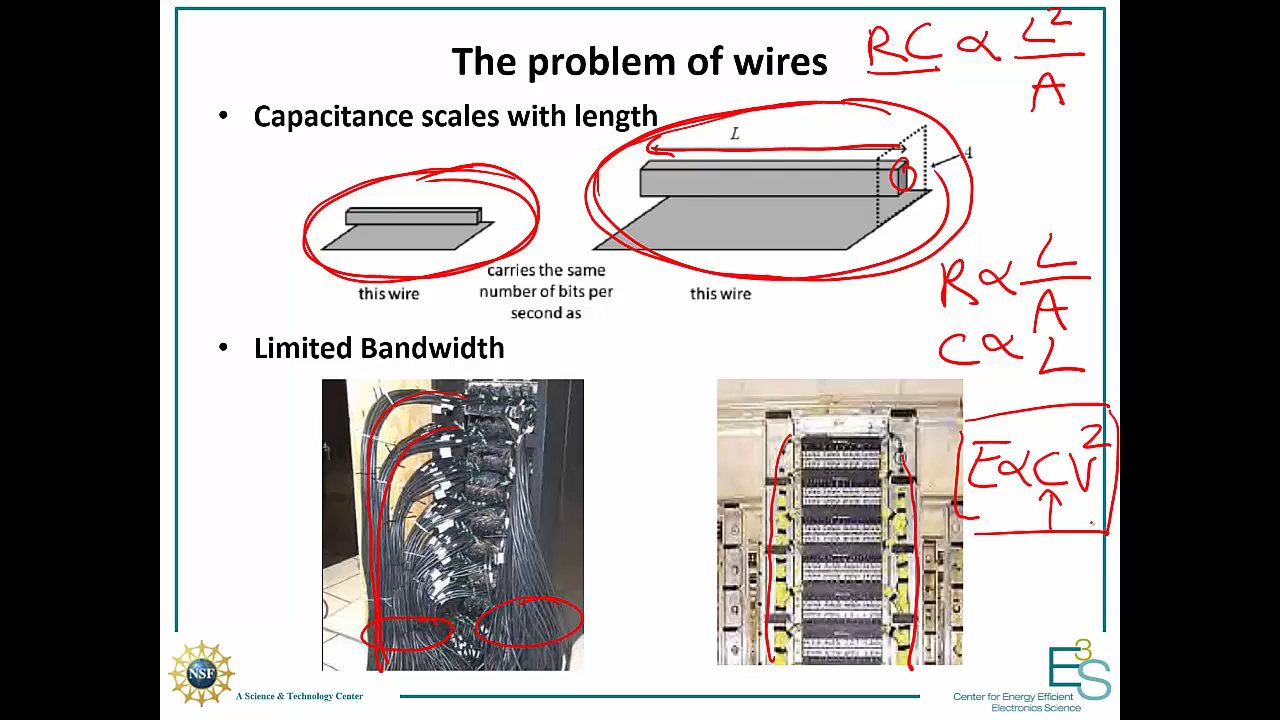 The problem of wires
RC ∝ L²/A
• Capacitance scales with length
L
A
carries the same
number of bits per
second as
this wire
this wire
R ∝ L/A
C ∝ L
• Limited Bandwidth
E ∝ CV²
NSF
A Science & Technology Center
E³S
Center for Energy Efficient
Electronics Science